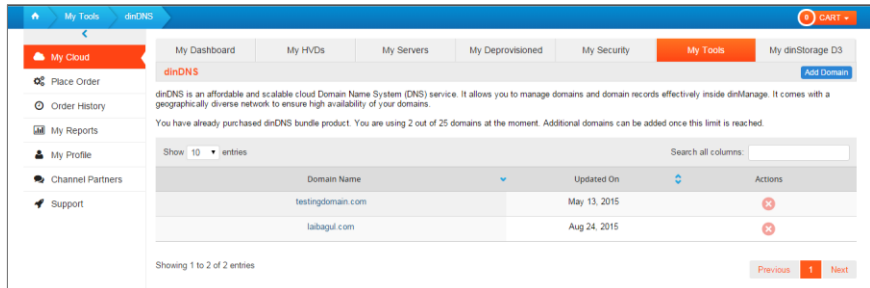 My Tools dinDNS 0 CART
My Cloud
Place Order
Order History
My Reports
My Profile
Channel Partners
Support
My Dashboard My HVDs My Servers My Deprovisioned My Security My Tools My dinStorage D3
dinDNS Add Domain
dinDNS is an affordable and scalable cloud Domain Name System (DNS) service. It allows you to manage domains and domain records effectively inside dinManage. It comes with a
geographically diverse network to ensure high availability of your domains.
You have already purchased dinDNS bundle product. You are using 2 out of 25 domains at the moment. Additional domains can be added once this limit is reached.
Show 10 entries Search all columns:
Domain Name Updated On Actions
testingdomain.com May 13, 2015
laibagul.com Aug 24, 2015
Showing 1 to 2 of 2 entries
Previous 1 Next